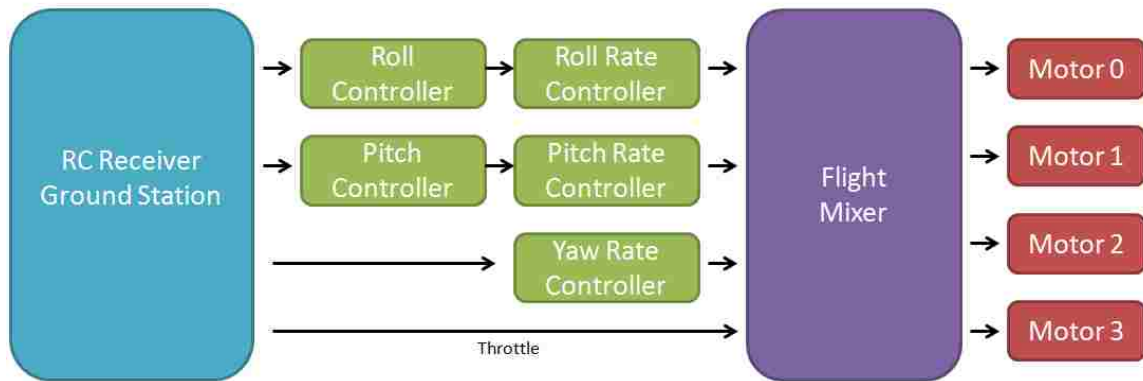 RC Receiver
Ground Station
Roll
Controller
Roll Rate
Controller
Pitch
Controller
Pitch Rate
Controller
Yaw Rate
Controller
Throttle
Flight
Mixer
Motor 0
Motor 1
Motor 2
Motor 3